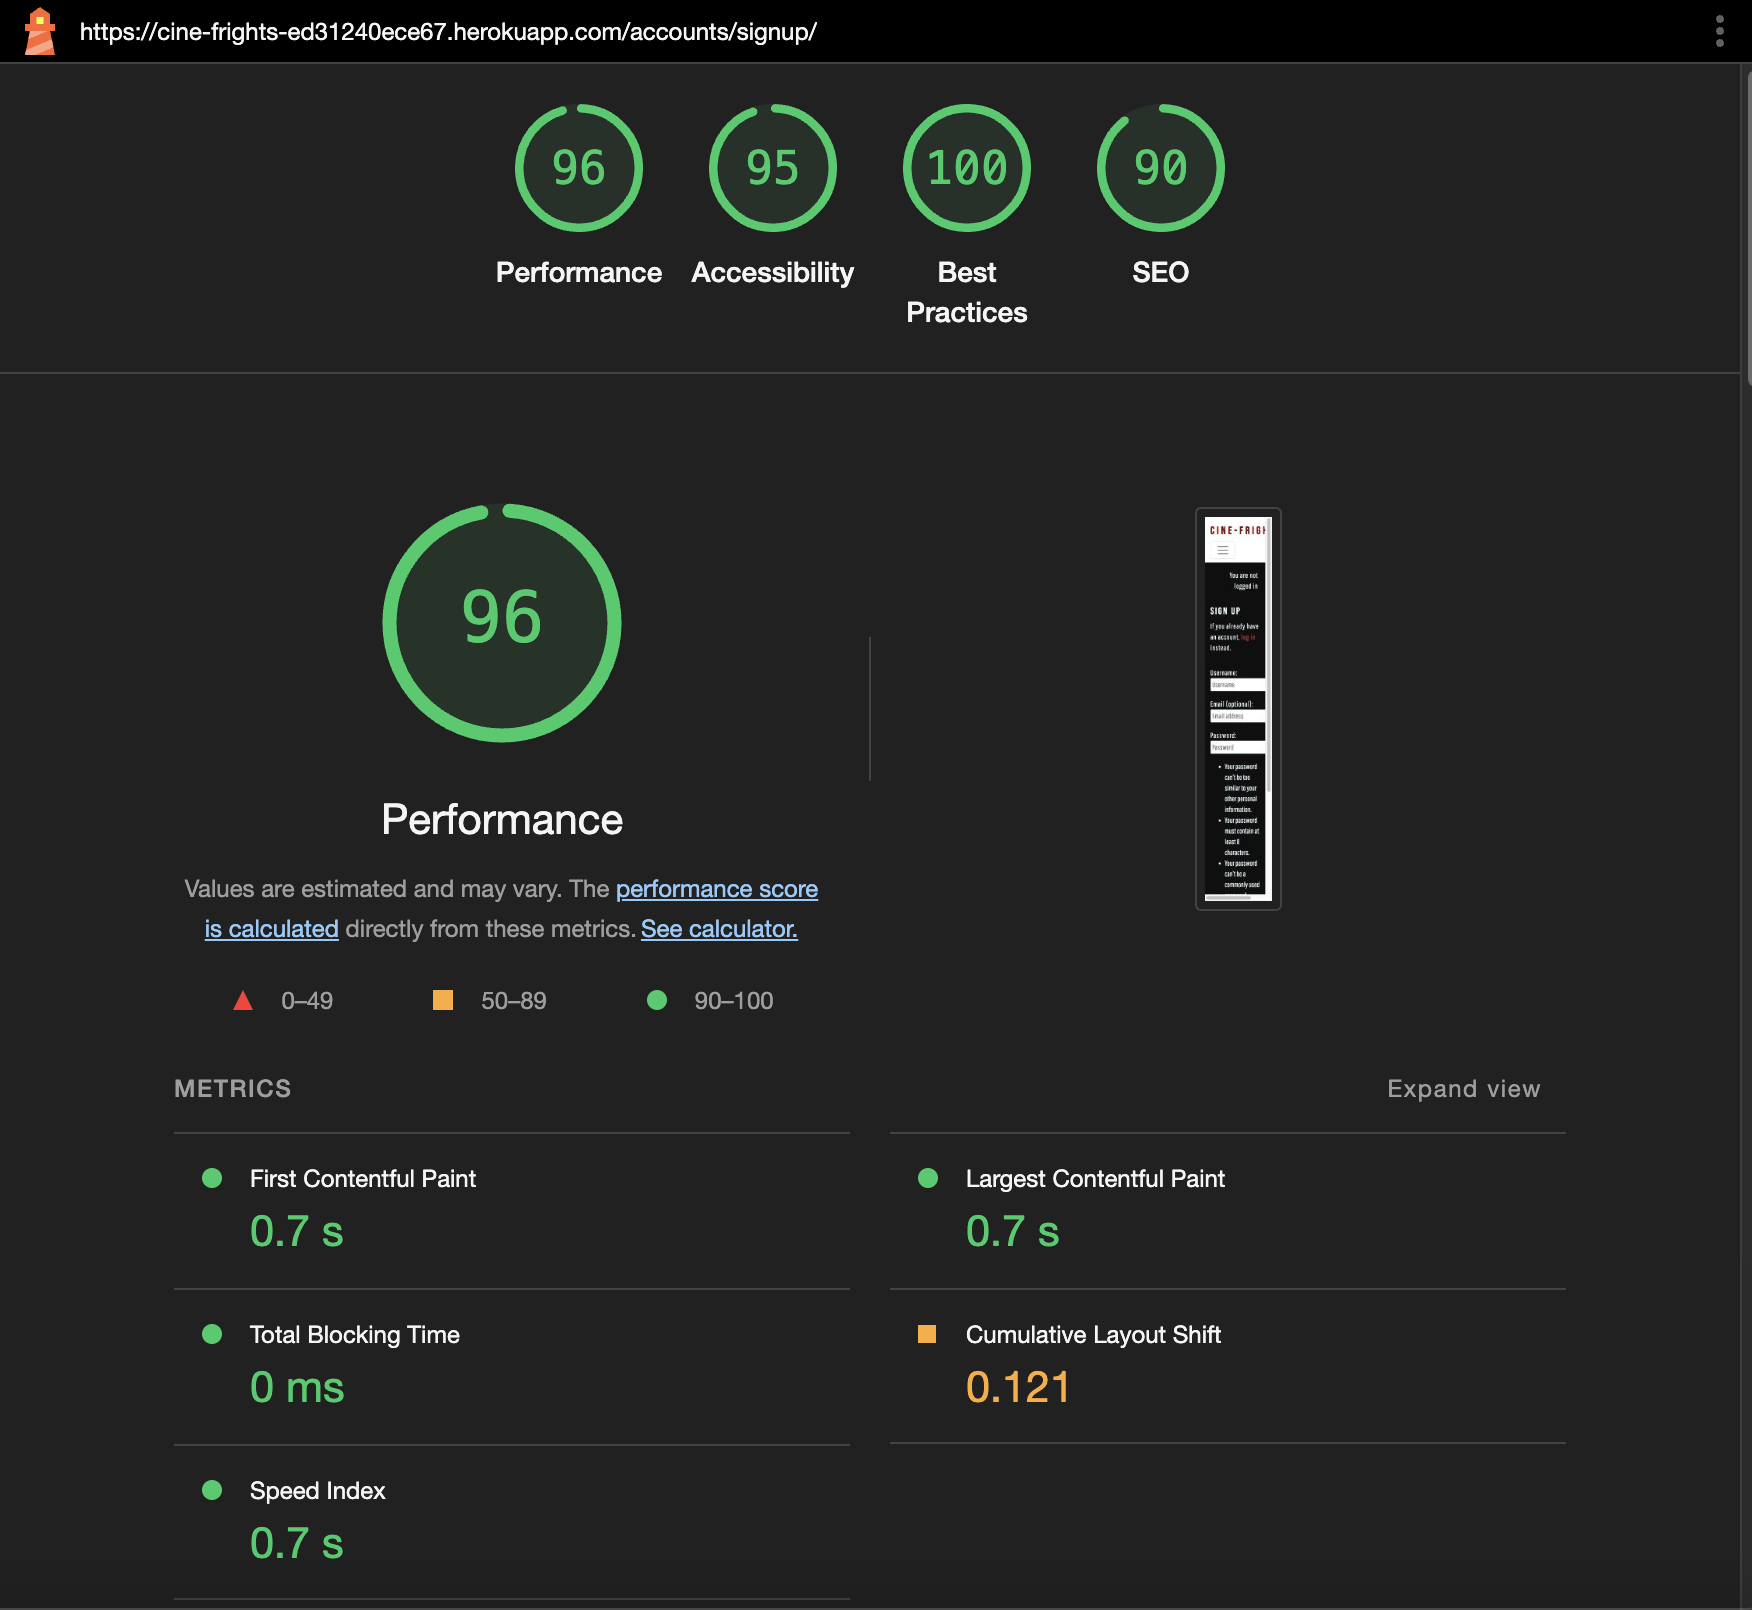 https://cine-frights-ed31240ece67.herokuapp.com/accounts/signup/
96
95
100
90
Performance
Accessibility
Best
Practices
SEO
96
Performance
Values are estimated and may vary. The performance score
is calculated directly from these metrics. See calculator.
0–49
50–89
90–100
CINE-FRIGH
You are not
logged in
SIGN UP
If you already have
an account, log in
instead.
Username:
Username
Email (optional):
Email address
Password:
Password
• Your password
can't be too
similar to your
other personal
information.
• Your password
must contain at
least 8
characters.
• Your password
can't be a
commonly used
METRICS
Expand view
First Contentful Paint
0.7 s
Largest Contentful Paint
0.7 s
Total Blocking Time
0 ms
Cumulative Layout Shift
0.121
Speed Index
0.7 s